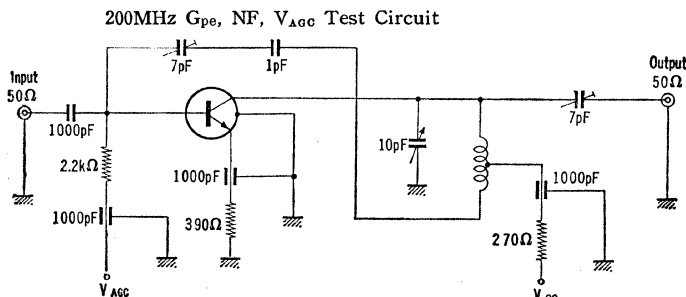 200MHz Gpe, NF, VAGC Test Circuit
7pF
1pF
Input
50Ω
Output
50Ω
1000pF
7pF
10pF
2.2kΩ
1000pF
1000pF
1000pF
390Ω
270Ω
VAGC